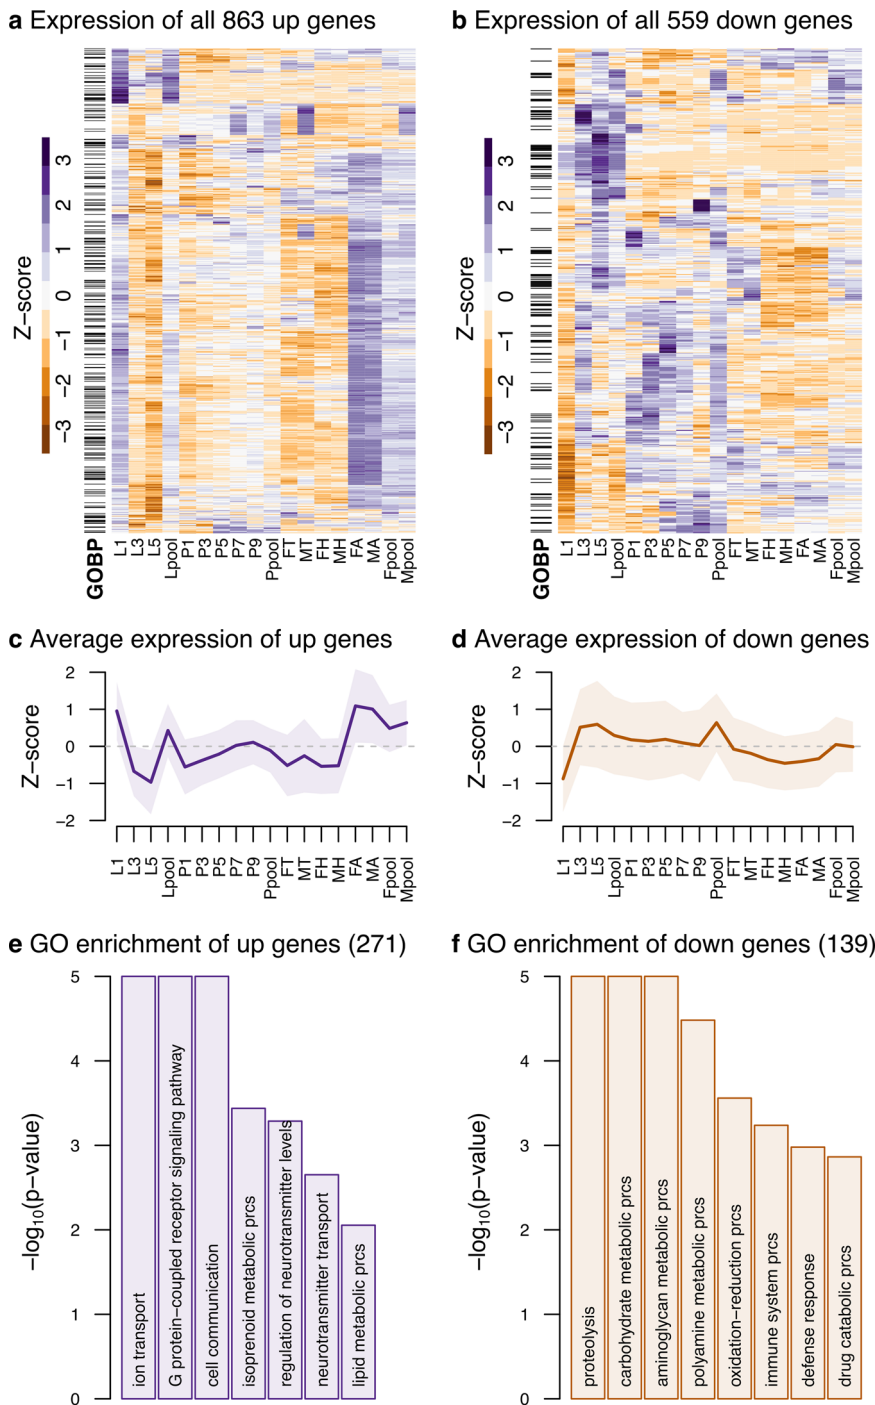 a Expression of all 863 up genes
b Expression of all 559 down genes
Z−score
3
2
1
0
−1
−2
−3
GOBP
L1
L3
L5
Lpool
P1
P3
P5
P7
P9
Ppool
FT
MT
FH
MH
FA
MA
Fpool
Mpool
Z−score
3
2
1
0
−1
−2
−3
GOBP
L1
L3
L5
Lpool
P1
P3
P5
P7
P9
Ppool
FT
MT
FH
MH
FA
MA
Fpool
Mpool
c Average expression of up genes
Z−score
2
1
0
−1
−2
L1
L3
L5
Lpool
P1
P3
P5
P7
P9
Ppool
FT
MT
FH
MH
FA
MA
Fpool
Mpool
d Average expression of down genes
Z−score
2
1
0
−1
−2
L1
L3
L5
Lpool
P1
P3
P5
P7
P9
Ppool
FT
MT
FH
MH
FA
MA
Fpool
Mpool
e GO enrichment of up genes (271)
−log10(p−value)
5
4
3
2
1
0
ion transport
G protein−coupled receptor signaling pathway
cell communication
isoprenoid metabolic prcs
regulation of neurotransmitter levels
neurotransmitter transport
lipid metabolic prcs
f GO enrichment of down genes (139)
−log10(p−value)
5
4
3
2
1
0
proteolysis
carbohydrate metabolic prcs
aminoglycan metabolic prcs
polyamine metabolic prcs
oxidation−reduction prcs
immune system prcs
defense response
drug catabolic prcs